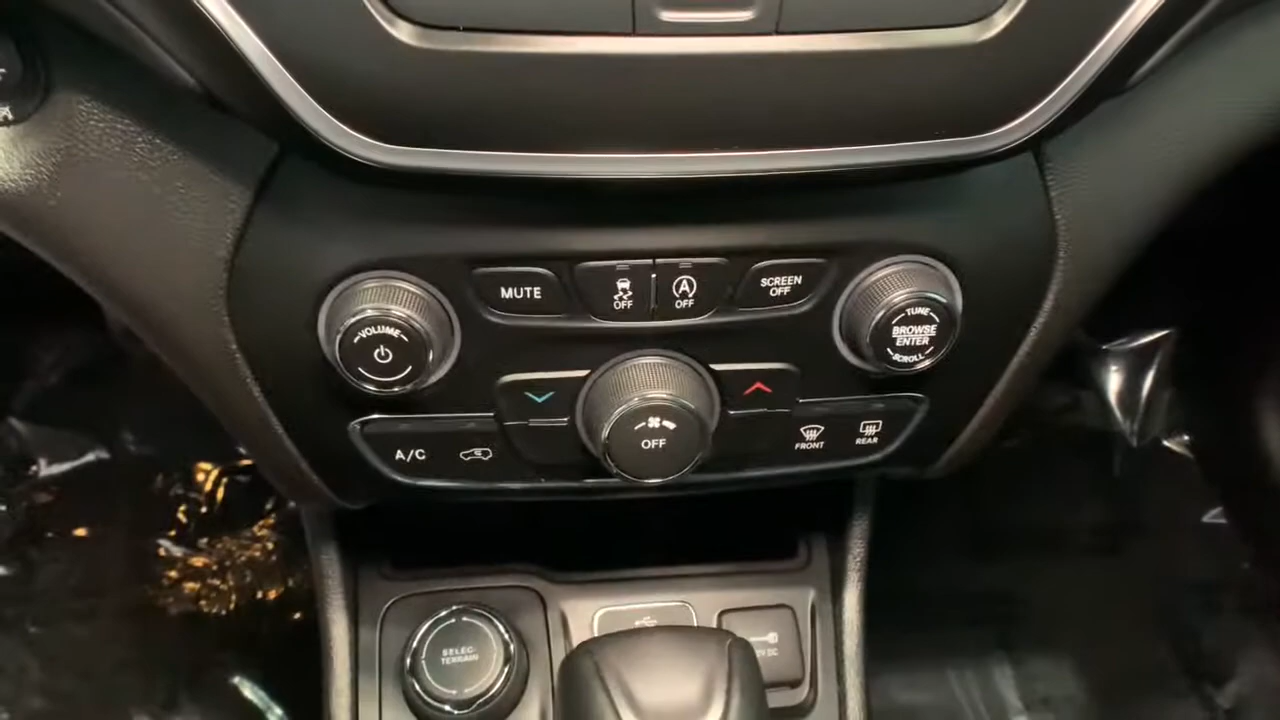 MUTE
OFF
A
OFF
SCREEN
OFF
VOLUME
TUNE
BROWSE
ENTER
SCROLL
OFF
A/C
FRONT
REAR
SELEC-
TERRAIN